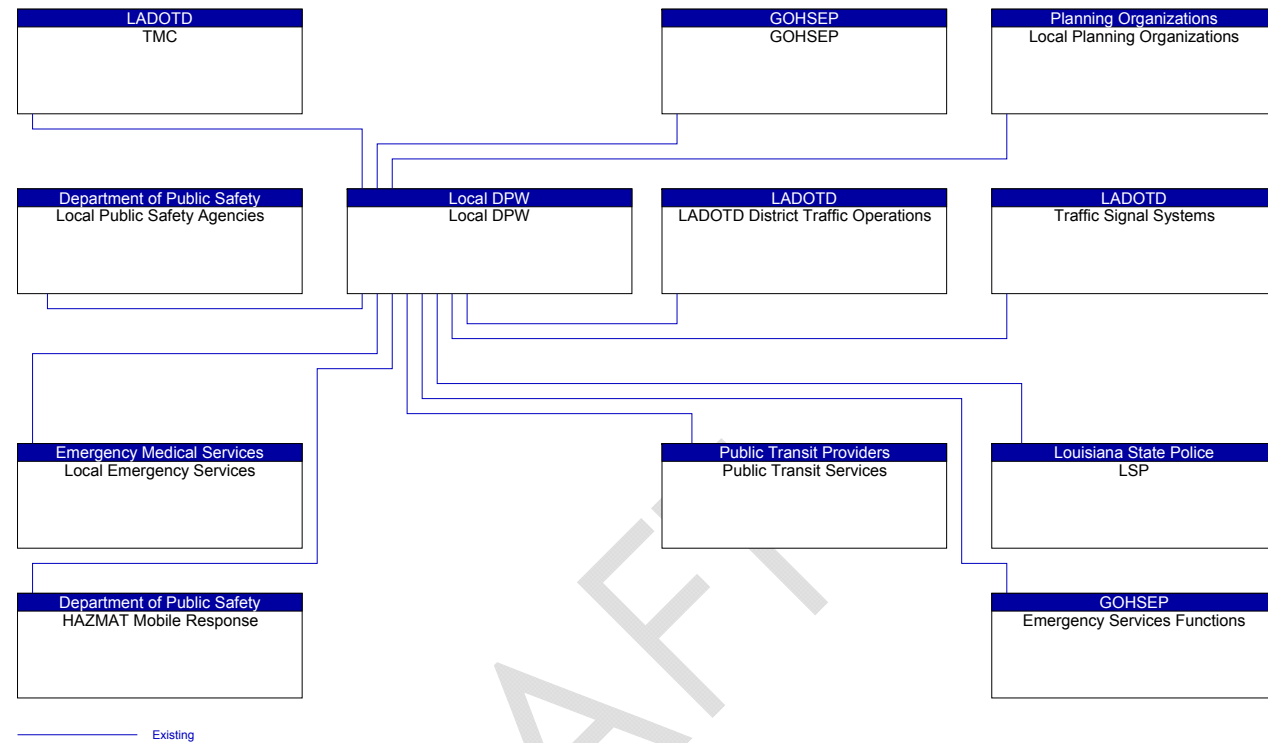 LADOTD
TMC
GOHSEP
GOHSEP
Planning Organizations
Local Planning Organizations
Department of Public Safety
Local Public Safety Agencies
Local DPW
Local DPW
LADOTD
LADOTD District Traffic Operations
LADOTD
Traffic Signal Systems
Emergency Medical Services
Local Emergency Services
Public Transit Providers
Public Transit Services
Louisiana State Police
LSP
Department of Public Safety
HAZMAT Mobile Response
GOHSEP
Emergency Services Functions
Existing